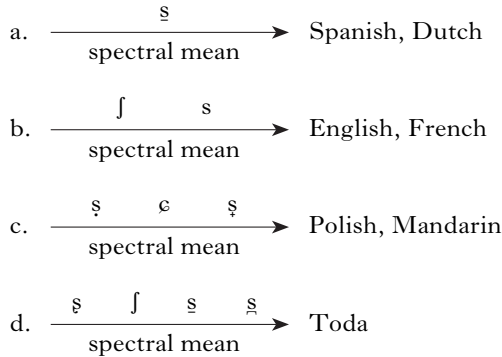 s̠
a. Spanish, Dutch
spectral mean
ʃ s
b. English, French
spectral mean
ṣ ɕ s̟
c. Polish, Mandarin
spectral mean
ʃ s̠ s̪
d. Toda
spectral mean